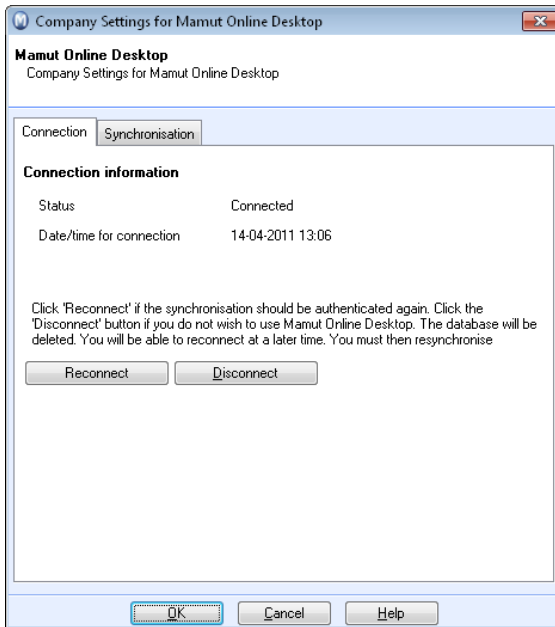 Company Settings for Mamut Online Desktop
Mamut Online Desktop
Company Settings for Mamut Online Desktop
Connection
Synchronisation
Connection information
Status Connected
Date/time for connection 14-04-2011 13:06
Click 'Reconnect' if the synchronisation should be authenticated again. Click the
'Disconnect' button if you do not wish to use Mamut Online Desktop. The database will be
deleted. You will be able to reconnect at a later time. You must then resynchronise
Reconnect Disconnect
OK Cancel Help